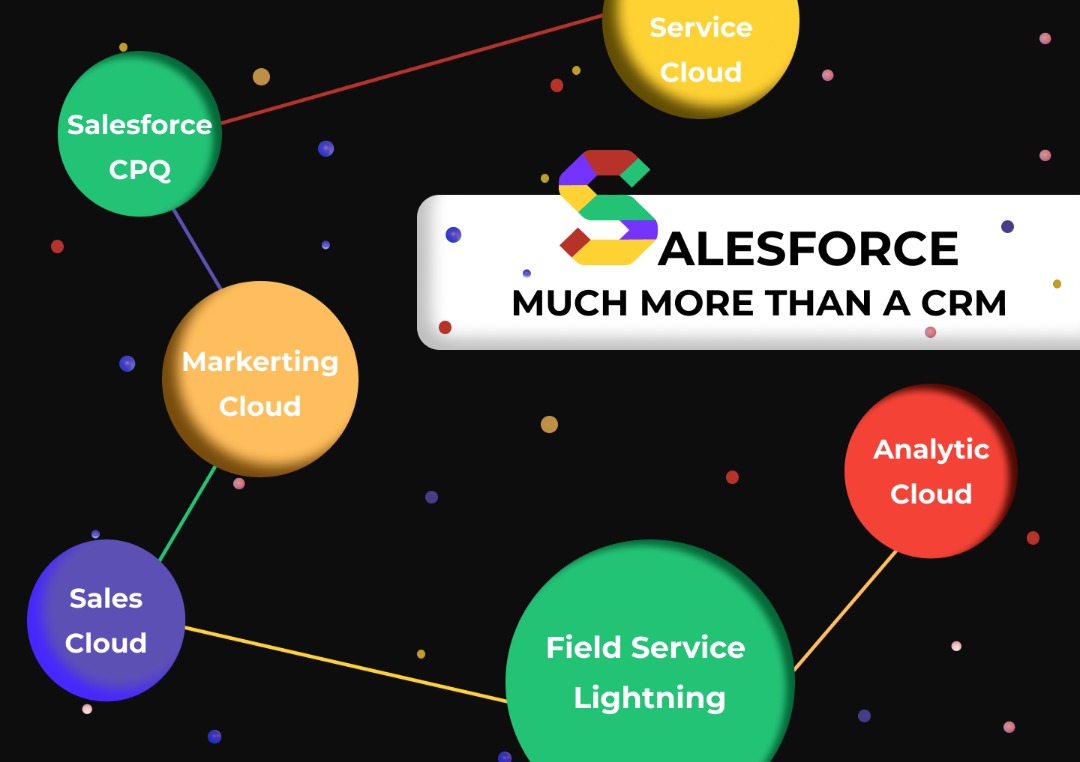 Service
Cloud
Salesforce
CPQ
SALESFORCE
MUCH MORE THAN A CRM
Markerting
Cloud
Analytic
Cloud
Sales
Cloud
Field Service
Lightning